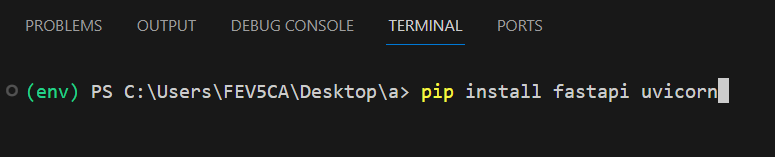 PROBLEMS OUTPUT DEBUG CONSOLE TERMINAL PORTS
(env) PS C:\Users\FEV5CA\Desktop\a> pip install fastapi uvicorn